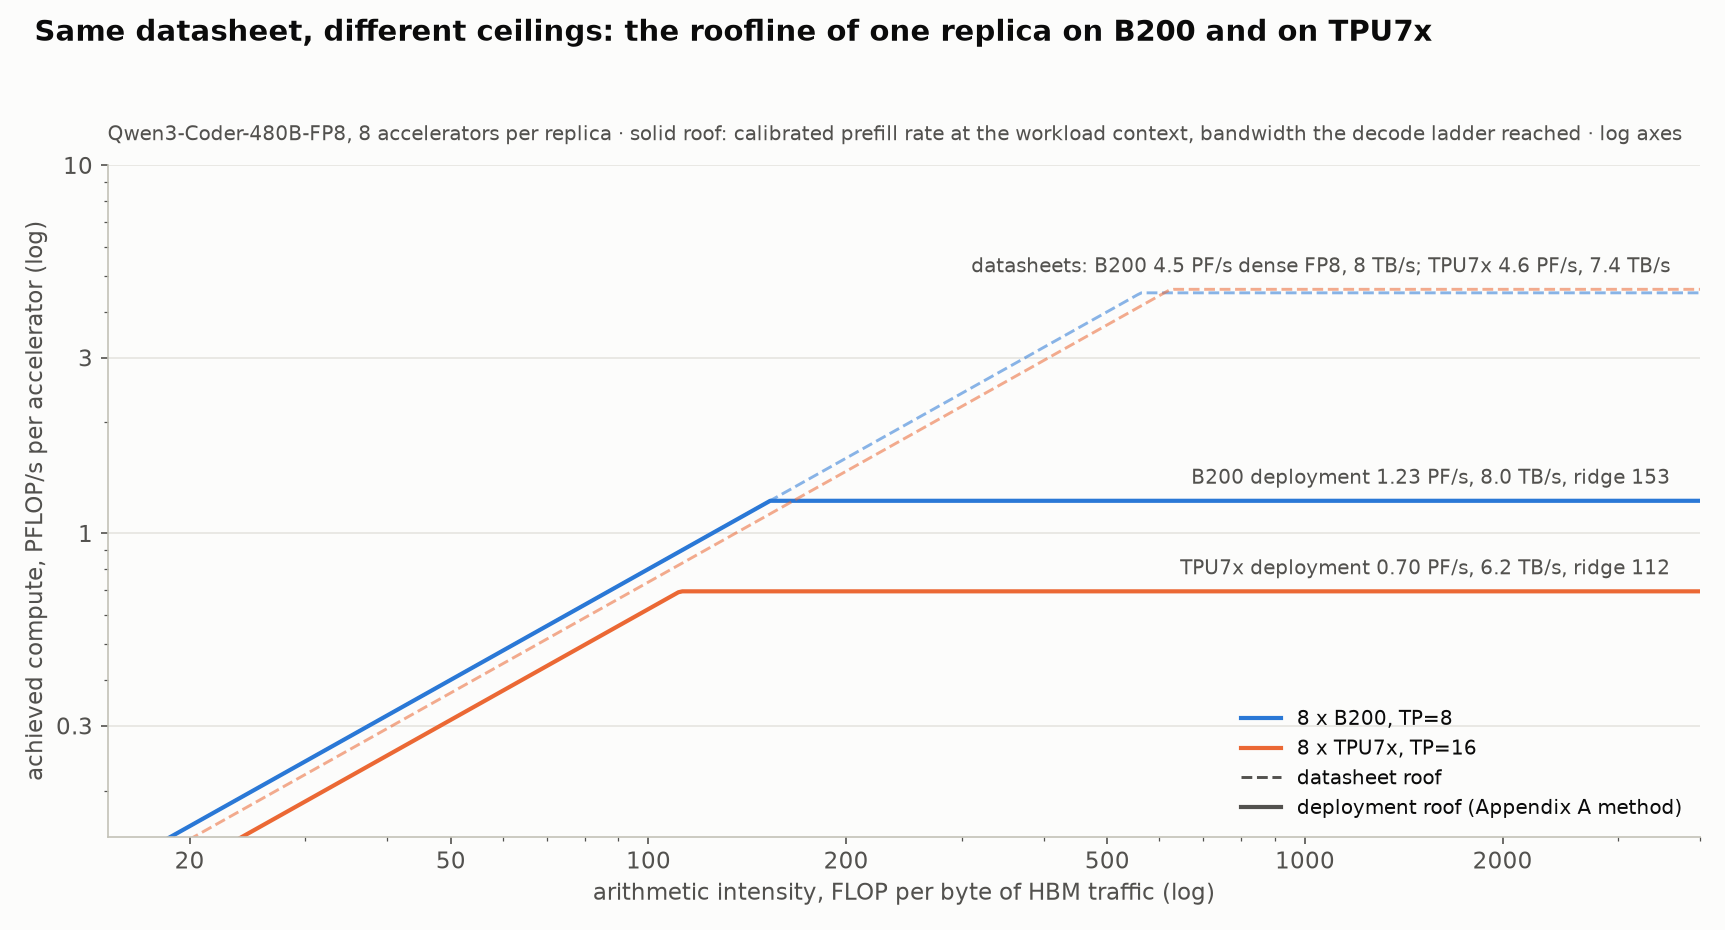 Same datasheet, different ceilings: the roofline of one replica on B200 and on TPU7x
Qwen3-Coder-480B-FP8, 8 accelerators per replica · solid roof: calibrated prefill rate at the workload context, bandwidth the decode ladder reached · log axes
achieved compute, PFLOP/s per accelerator (log)
10
3
1
0.3
datasheets: B200 4.5 PF/s dense FP8, 8 TB/s; TPU7x 4.6 PF/s, 7.4 TB/s
B200 deployment 1.23 PF/s, 8.0 TB/s, ridge 153
TPU7x deployment 0.70 PF/s, 6.2 TB/s, ridge 112
8 x B200, TP=8
8 x TPU7x, TP=16
datasheet roof
deployment roof (Appendix A method)
20 50 100 200 500 1000 2000
arithmetic intensity, FLOP per byte of HBM traffic (log)